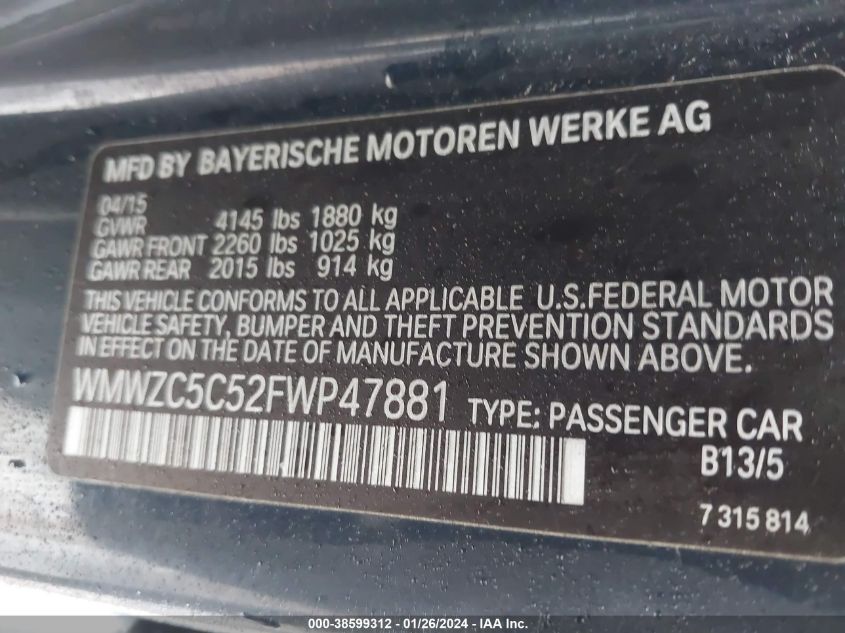 MFD BY BAYERISCHE MOTOREN WERKE AG
04/15
GVWR 4145 lbs 1880 kg
GAWR FRONT 2260 lbs 1025 kg
GAWR REAR 2015 lbs 914 kg
THIS VEHICLE CONFORMS TO ALL APPLICABLE U.S.FEDERAL MOTOR
VEHICLE SAFETY, BUMPER AND THEFT PREVENTION STANDARDS
IN EFFECT ON THE DATE OF MANUFACTURE SHOWN ABOVE.
WMWZC5C52FWP47881 TYPE: PASSENGER CAR
B13/5
7 315 814
000-38599312 - 01/26/2024 - IAA Inc.